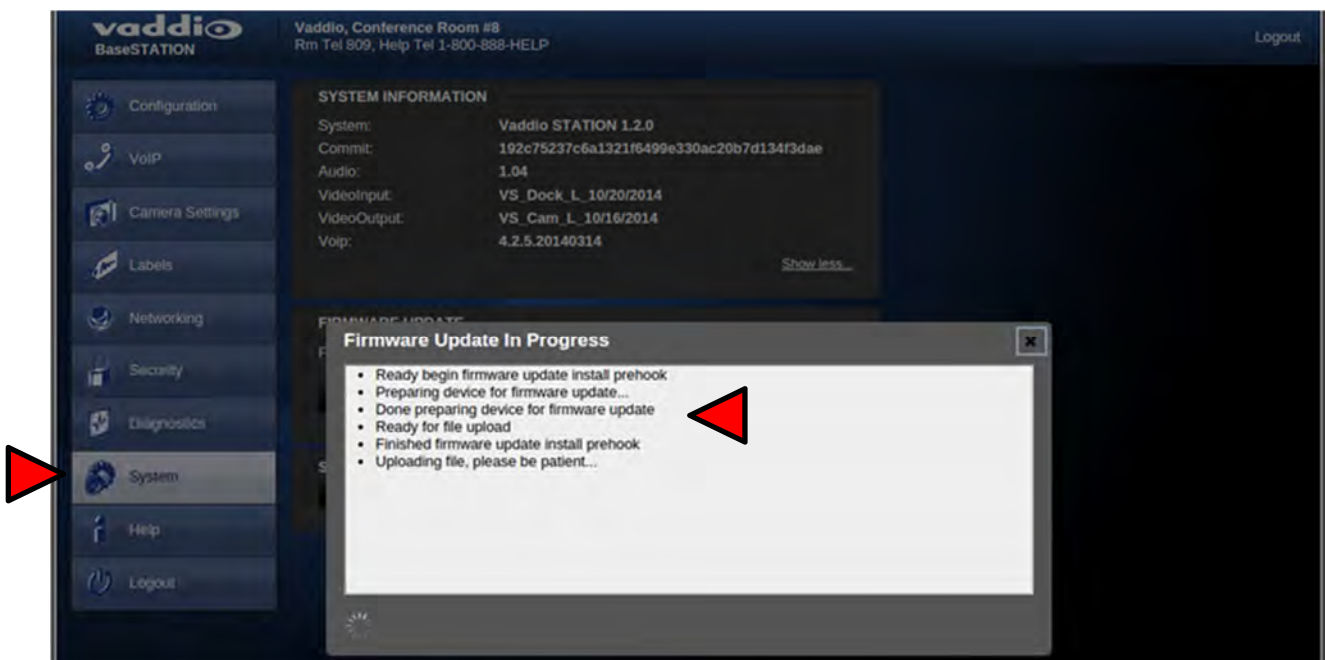 vaddio
BaseSTATION
Vaddio, Conference Room #8
Rm Tel 809, Help Tel 1-800-888-HELP
Logout
Configuration
VoIP
Camera Settings
Labels
Networking
Security
Diagnostics
System
Help
Logout
SYSTEM INFORMATION
System: Vaddio STATION 1.2.0
Commit: 192c75237c6a1321f6499e330ac20b7d134f3dae
Audio: 1.04
VideoInput: VS_Dock_L_10/20/2014
VideoOutput: VS_Cam_L_10/16/2014
Voip: 4.2.5.20140314
Show less...
FIRMWARE UPDATE
Firmware Update In Progress
• Ready begin firmware update install prehook
• Preparing device for firmware update...
• Done preparing device for firmware update
• Ready for file upload
• Finished firmware update install prehook
• Uploading file, please be patient...